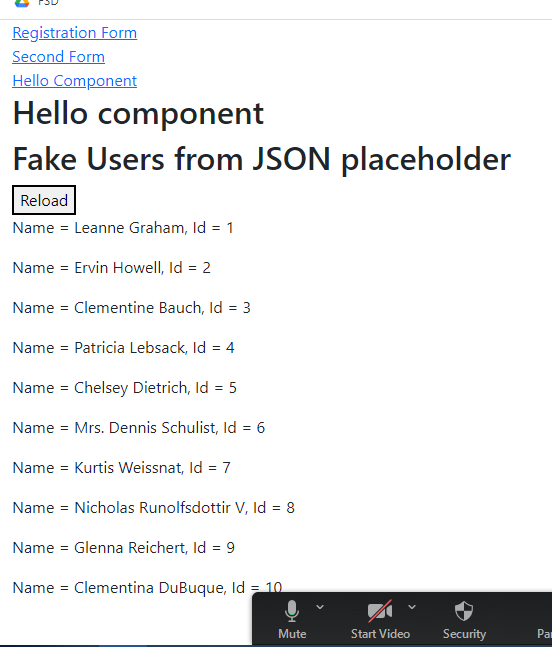 FSD
Registration Form
Second Form
Hello Component
Hello component
Fake Users from JSON placeholder
Reload
Name = Leanne Graham, Id = 1
Name = Ervin Howell, Id = 2
Name = Clementine Bauch, Id = 3
Name = Patricia Lebsack, Id = 4
Name = Chelsey Dietrich, Id = 5
Name = Mrs. Dennis Schulist, Id = 6
Name = Kurtis Weissnat, Id = 7
Name = Nicholas Runolfsdottir V, Id = 8
Name = Glenna Reichert, Id = 9
Name = Clementina DuBuque, Id = 10
Mute Start Video Security